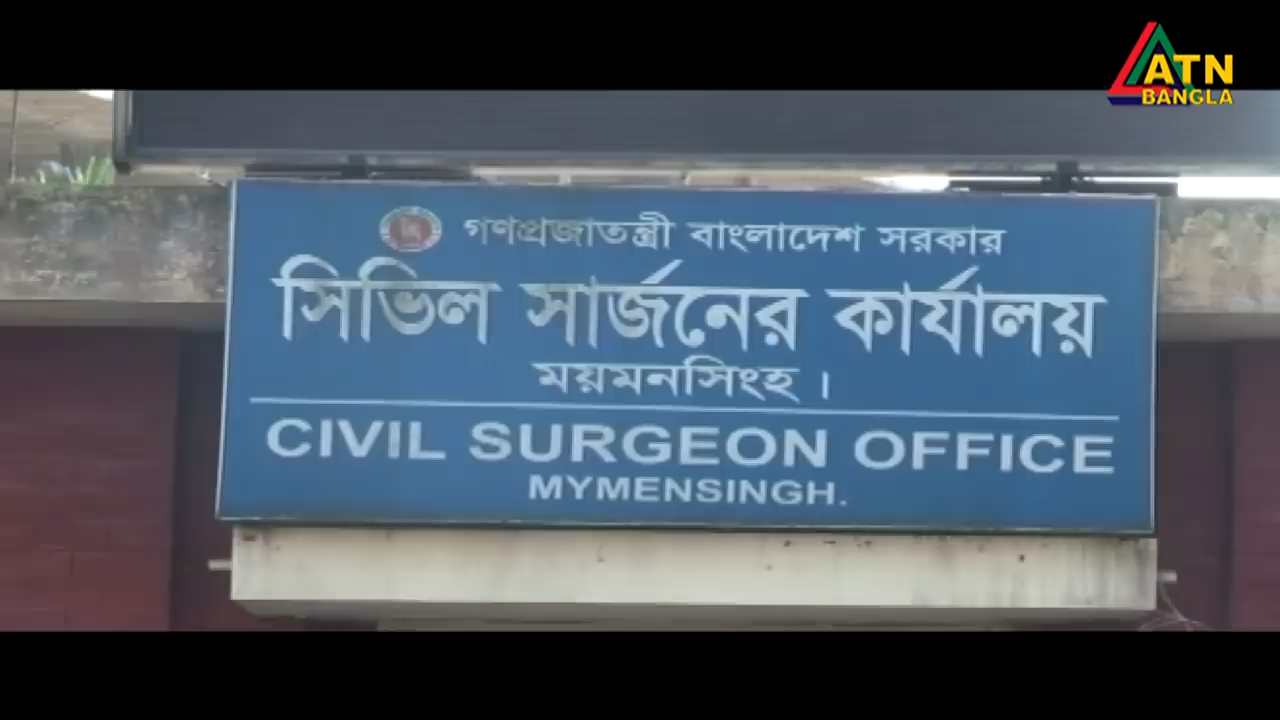 ATN
BANGLA
গণপ্রজাতন্ত্রী বাংলাদেশ সরকার
সিভিল সার্জনের কার্যালয়
ময়মনসিংহ।
CIVIL SURGEON OFFICE
MYMENSINGH.